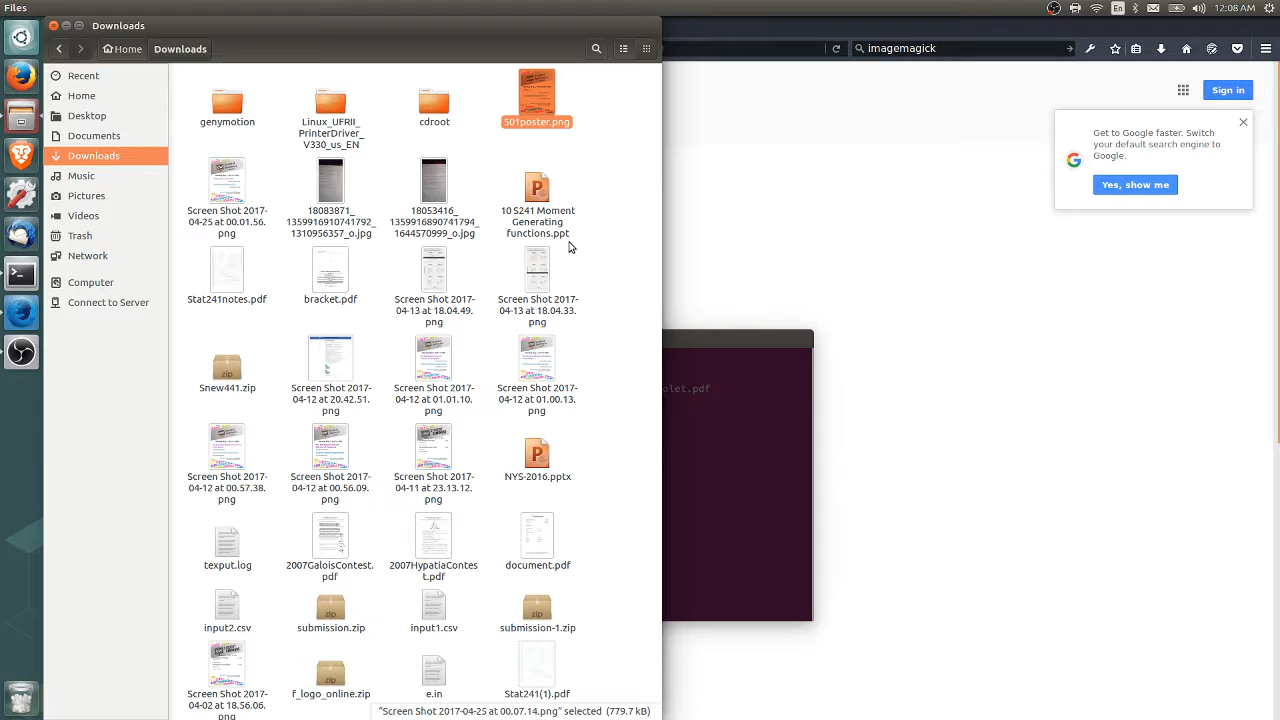 Files
En
12:08 AM
Downloads
Home
Downloads
imagemagick
Recent
Home
Desktop
Documents
Downloads
Music
Pictures
Videos
Trash
Network
Computer
Connect to Server
genymotion
Linux_UFRII_
PrinterDriver_
V330_us_EN
cdroot
501poster.png
Screen Shot 2017-
04-25 at 00.01.56.
png
18083871_
1359916910741792_
1310956357_o.jpg
18053416_
1359916890741794_
1644570999_o.jpg
10 S241 Moment
Generating
functions.ppt
Stat241notes.pdf
bracket.pdf
Screen Shot 2017-
04-13 at 18.04.49.
png
Screen Shot 2017-
04-13 at 18.04.33.
png
zip
Snew441.zip
Screen Shot 2017-
04-12 at 20.42.51.
png
Screen Shot 2017-
04-12 at 01.01.10.
png
Screen Shot 2017-
04-12 at 01.00.13.
png
Screen Shot 2017-
04-12 at 00.57.38.
png
Screen Shot 2017-
04-12 at 00.56.09.
png
Screen Shot 2017-
04-11 at 23.13.12.
png
NYS-2016.pptx
texput.log
2007GaloisContest.
pdf
2007HypatiaContes
t.pdf
document.pdf
input2.csv
zip
submission.zip
input1.csv
zip
submission-1.zip
Screen Shot 2017-
04-02 at 18.56.06.
png
zip
f_logo_online.zip
e.in
Stat241(1).pdf
"Screen Shot 2017-04-25 at 00.07.14.png" selected (779.7 kB)
Sign in
Get to
Switch
your default search engine to
Yes, show me
olet.pdf